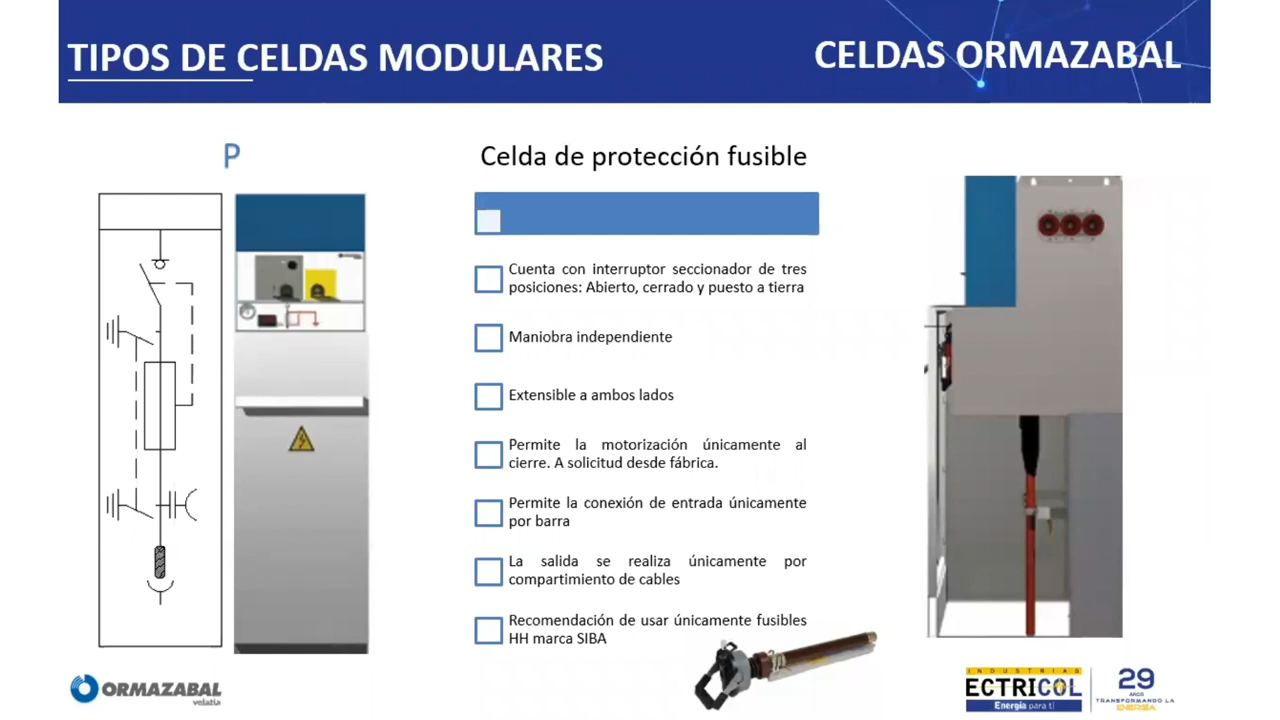 TIPOS DE CELDAS MODULARES
CELDAS ORMAZABAL
P
Celda de protección fusible
Cuenta con interruptor seccionador de tres
posiciones: Abierto, cerrado y puesto a tierra
Maniobra independiente
Extensible a ambos lados
Permite la motorización únicamente al
cierre. A solicitud desde fábrica.
Permite la conexión de entrada únicamente
por barra
La salida se realiza únicamente por
compartimiento de cables
Recomendación de usar únicamente fusibles
HH marca SIBA
ORMAZABAL
velatia
INDUSTRIAS
ECTRICOL
Energía para ti
29
AÑOS
TRANSFORMANDO LA
ENERGÍA